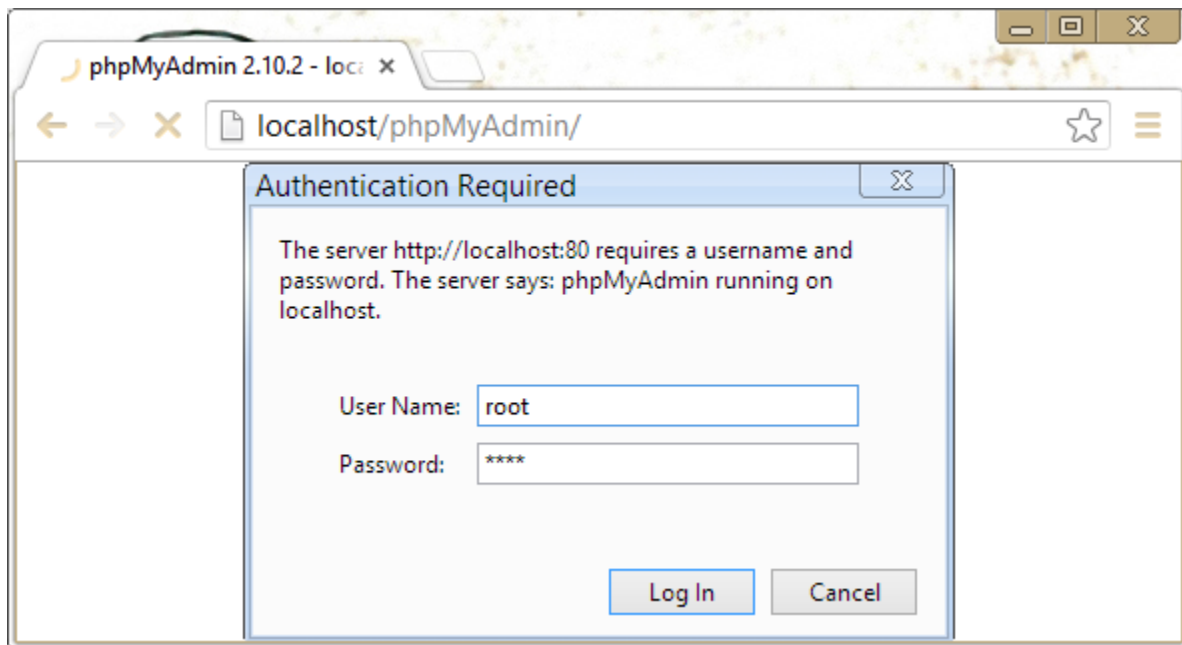 phpMyAdmin 2.10.2 - loca
localhost/phpMyAdmin/
Authentication Required
The server http://localhost:80 requires a username and
password. The server says: phpMyAdmin running on
localhost.
User Name: root
Password: ****
Log In Cancel